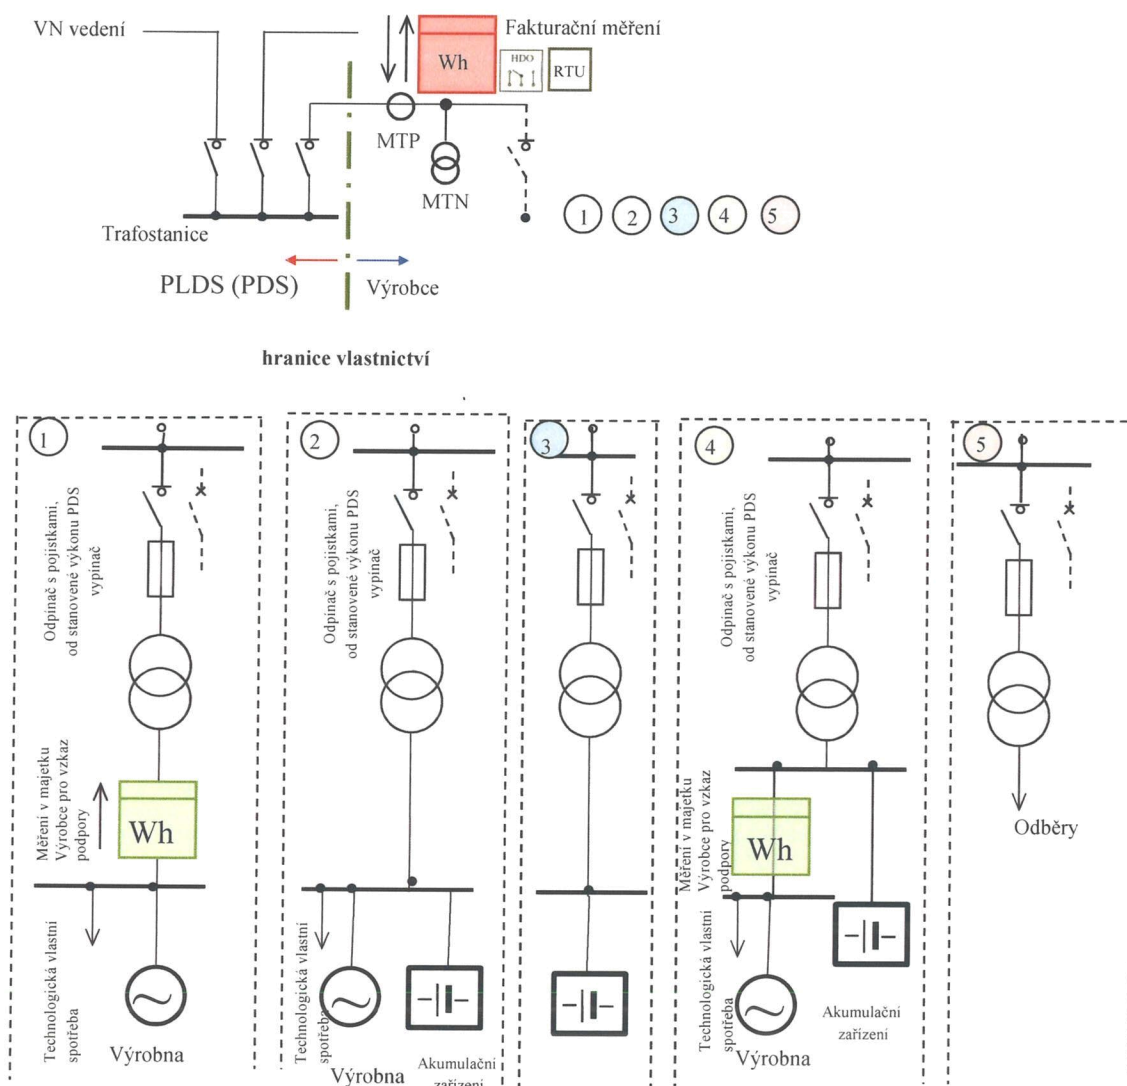 VN vedení
Fakturační měření
Wh
HDO
RTU
MTP
MTN
1
2
3
4
5
Trafostanice
PLDS (PDS)
Výrobce
hranice vlastnictví
1
Odpínač s pojistkami,
od stanovené výkonu PDS
vypínač
Měření v majetku
Výrobce pro vzkaz
podpory
Wh
Technologická vlastní
spotřeba
Výrobna
2
Odpínač s pojistkami,
od stanovené výkonu PDS
vypínač
Technologická vlastní
spotřeba
Výrobna
Akumulační
zařízení
3
4
Odpínač s pojistkami,
od stanovené výkonu PDS
vypínač
Měření v majetku
Výrobce pro vzkaz
podpory
Wh
Technologická vlastní
spotřeba
Výrobna
Akumulační
zařízení
5
Odběry